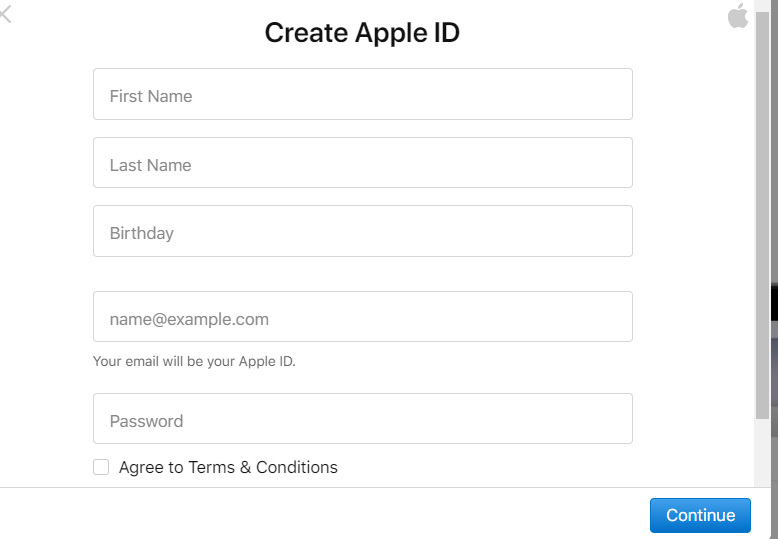 Create Apple ID
First Name
Last Name
Birthday
name@example.com
Your email will be your Apple ID.
Password
Agree to Terms & Conditions
Continue